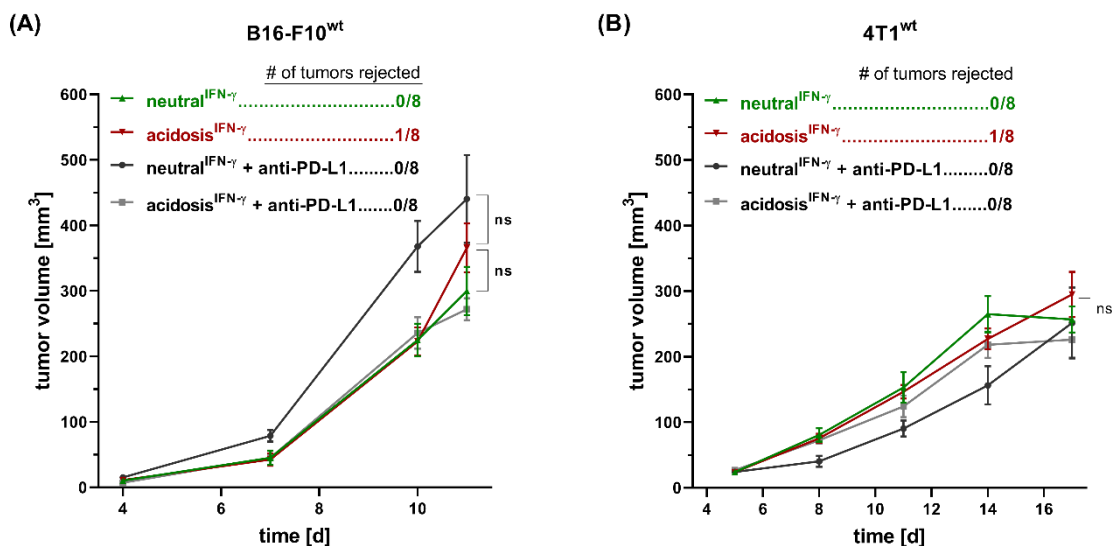 (A)
B16-F10wt
# of tumors rejected
neutralIFN-γ..............................0/8
acidosisIFN-γ..........................1/8
neutralIFN-γ + anti-PD-L1.........0/8
acidosisIFN-γ + anti-PD-L1.......0/8
600
500
400
300
200
100
0
tumor volume [mm3]
ns
ns
4 6 8 10
time [d]
(B)
4T1wt
# of tumors rejected
neutralIFN-γ..............................0/8
acidosisIFN-γ..........................1/8
neutralIFN-γ + anti-PD-L1.........0/8
acidosisIFN-γ + anti-PD-L1......0/8
600
500
400
300
200
100
0
tumor volume [mm3]
ns
4 6 8 10 12 14 16
time [d]